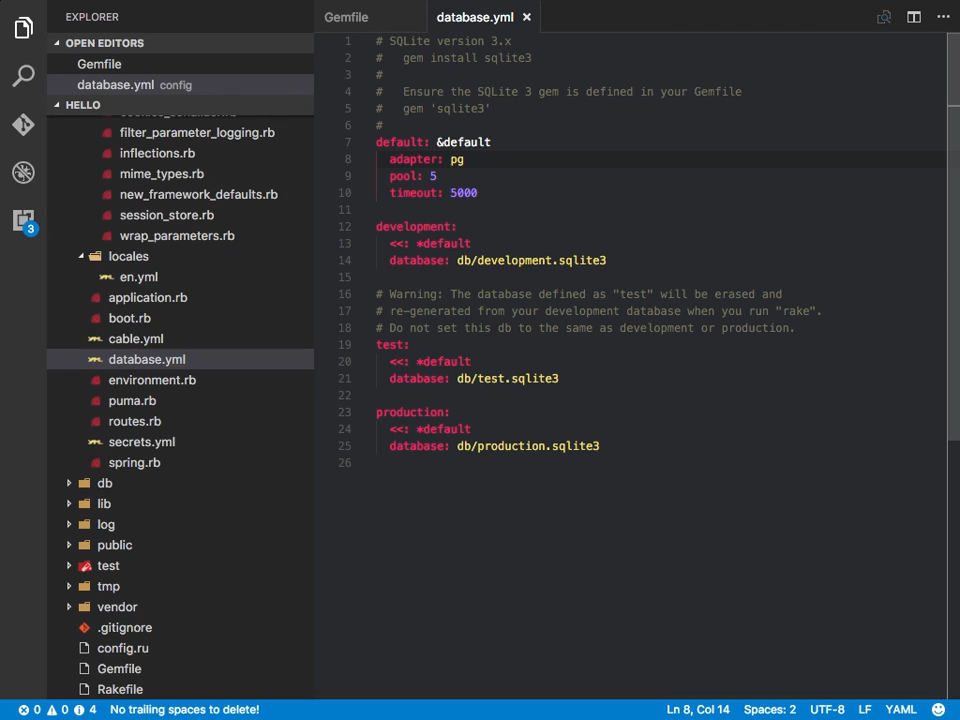 EXPLORER
OPEN EDITORS
Gemfile
database.yml config
HELLO
filter_parameter_logging.rb
inflections.rb
mime_types.rb
new_framework_defaults.rb
session_store.rb
wrap_parameters.rb
locales
en.yml
application.rb
boot.rb
cable.yml
database.yml
environment.rb
puma.rb
routes.rb
secrets.yml
spring.rb
db
lib
log
public
test
tmp
vendor
.gitignore
config.ru
Gemfile
Rakefile
3
Gemfile
database.yml ×
1 # SQLite version 3.x
2 #   gem install sqlite3
3 #
4 #   Ensure the SQLite 3 gem is defined in your Gemfile
5 #   gem 'sqlite3'
6 #
7 default: &default
8   adapter: pg
9   pool: 5
10   timeout: 5000
11
12 development:
13   <<: *default
14   database: db/development.sqlite3
15
16 # Warning: The database defined as "test" will be erased and
17 # re-generated from your development database when you run "rake".
18 # Do not set this db to the same as development or production.
19 test:
20   <<: *default
21   database: db/test.sqlite3
22
23 production:
24   <<: *default
25   database: db/production.sqlite3
26
0 0 4 No trailing spaces to delete! Ln 8, Col 14 Spaces: 2 UTF-8 LF YAML